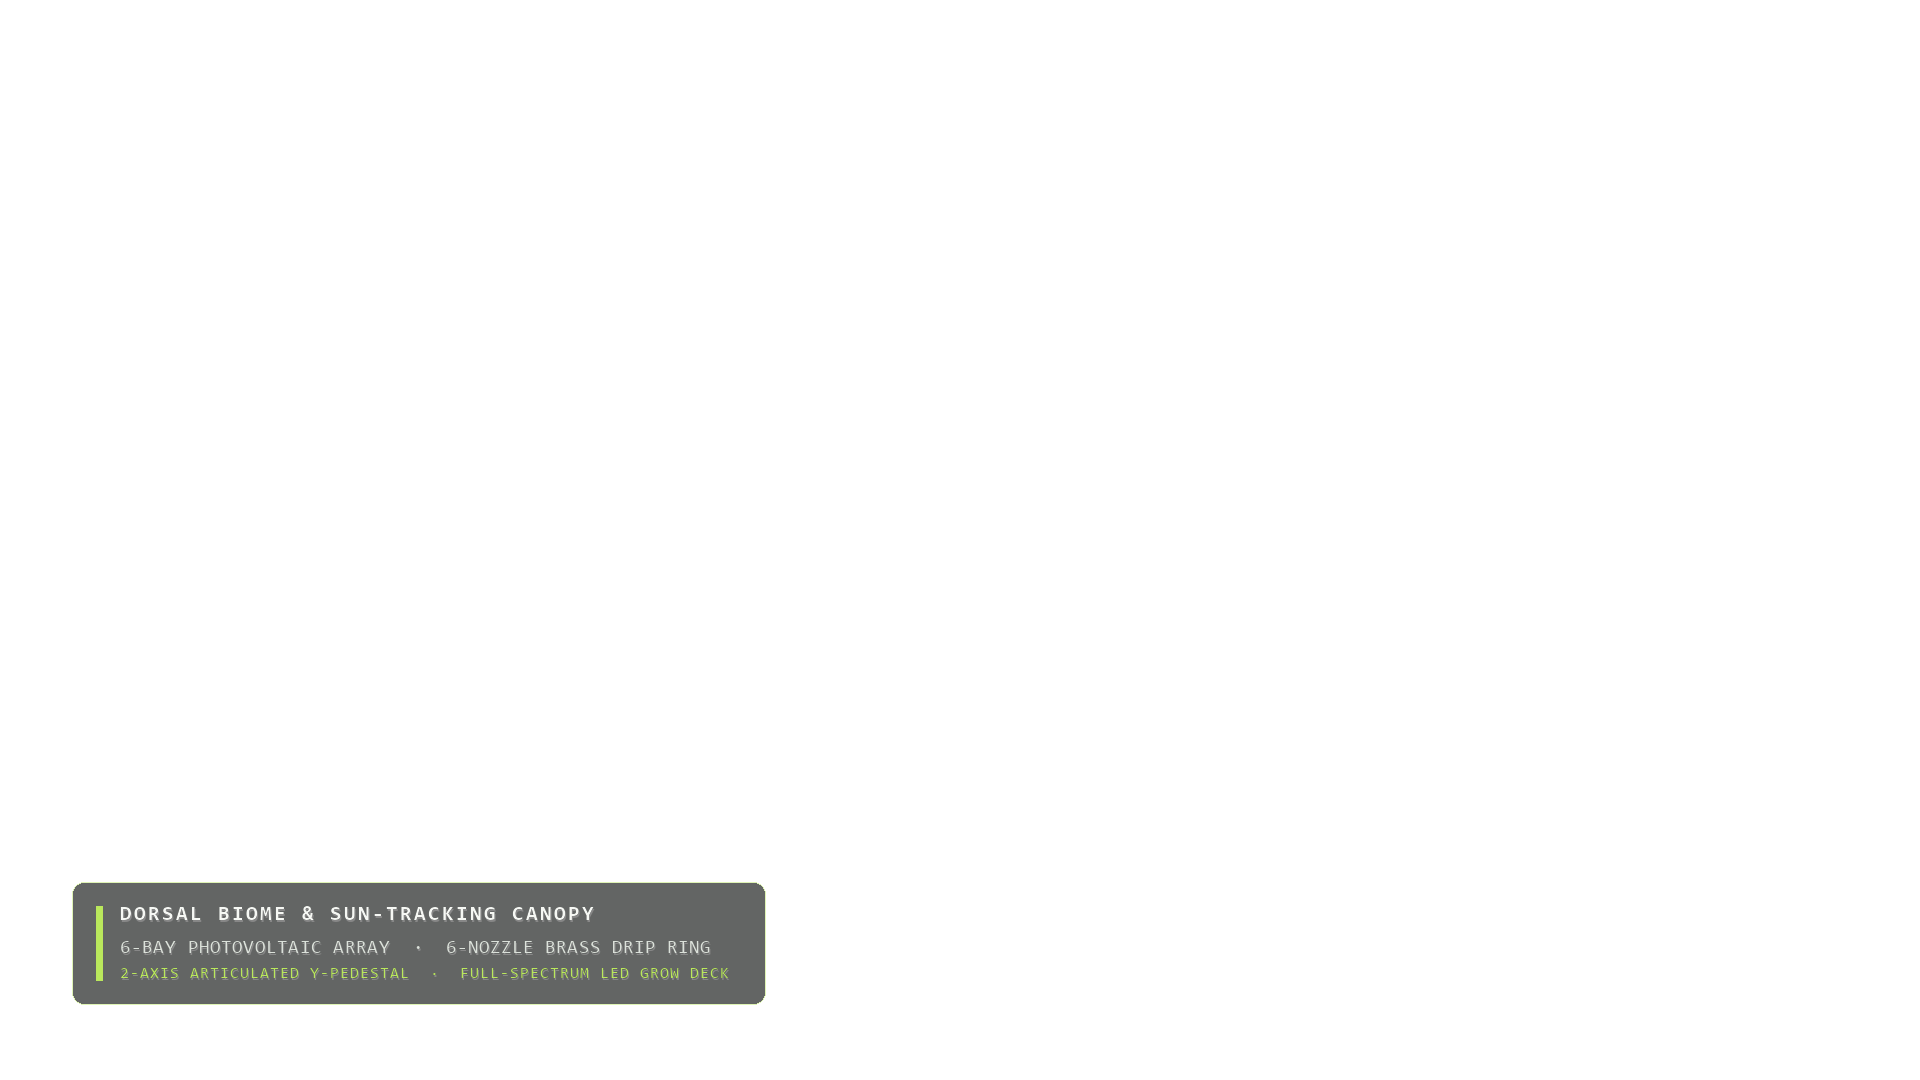 DORSAL BIOME & SUN-TRACKING CANOPY
6-BAY PHOTOVOLTAIC ARRAY · 6-NOZZLE BRASS DRIP RING
2-AXIS ARTICULATED Y-PEDESTAL · FULL-SPECTRUM LED GROW DECK